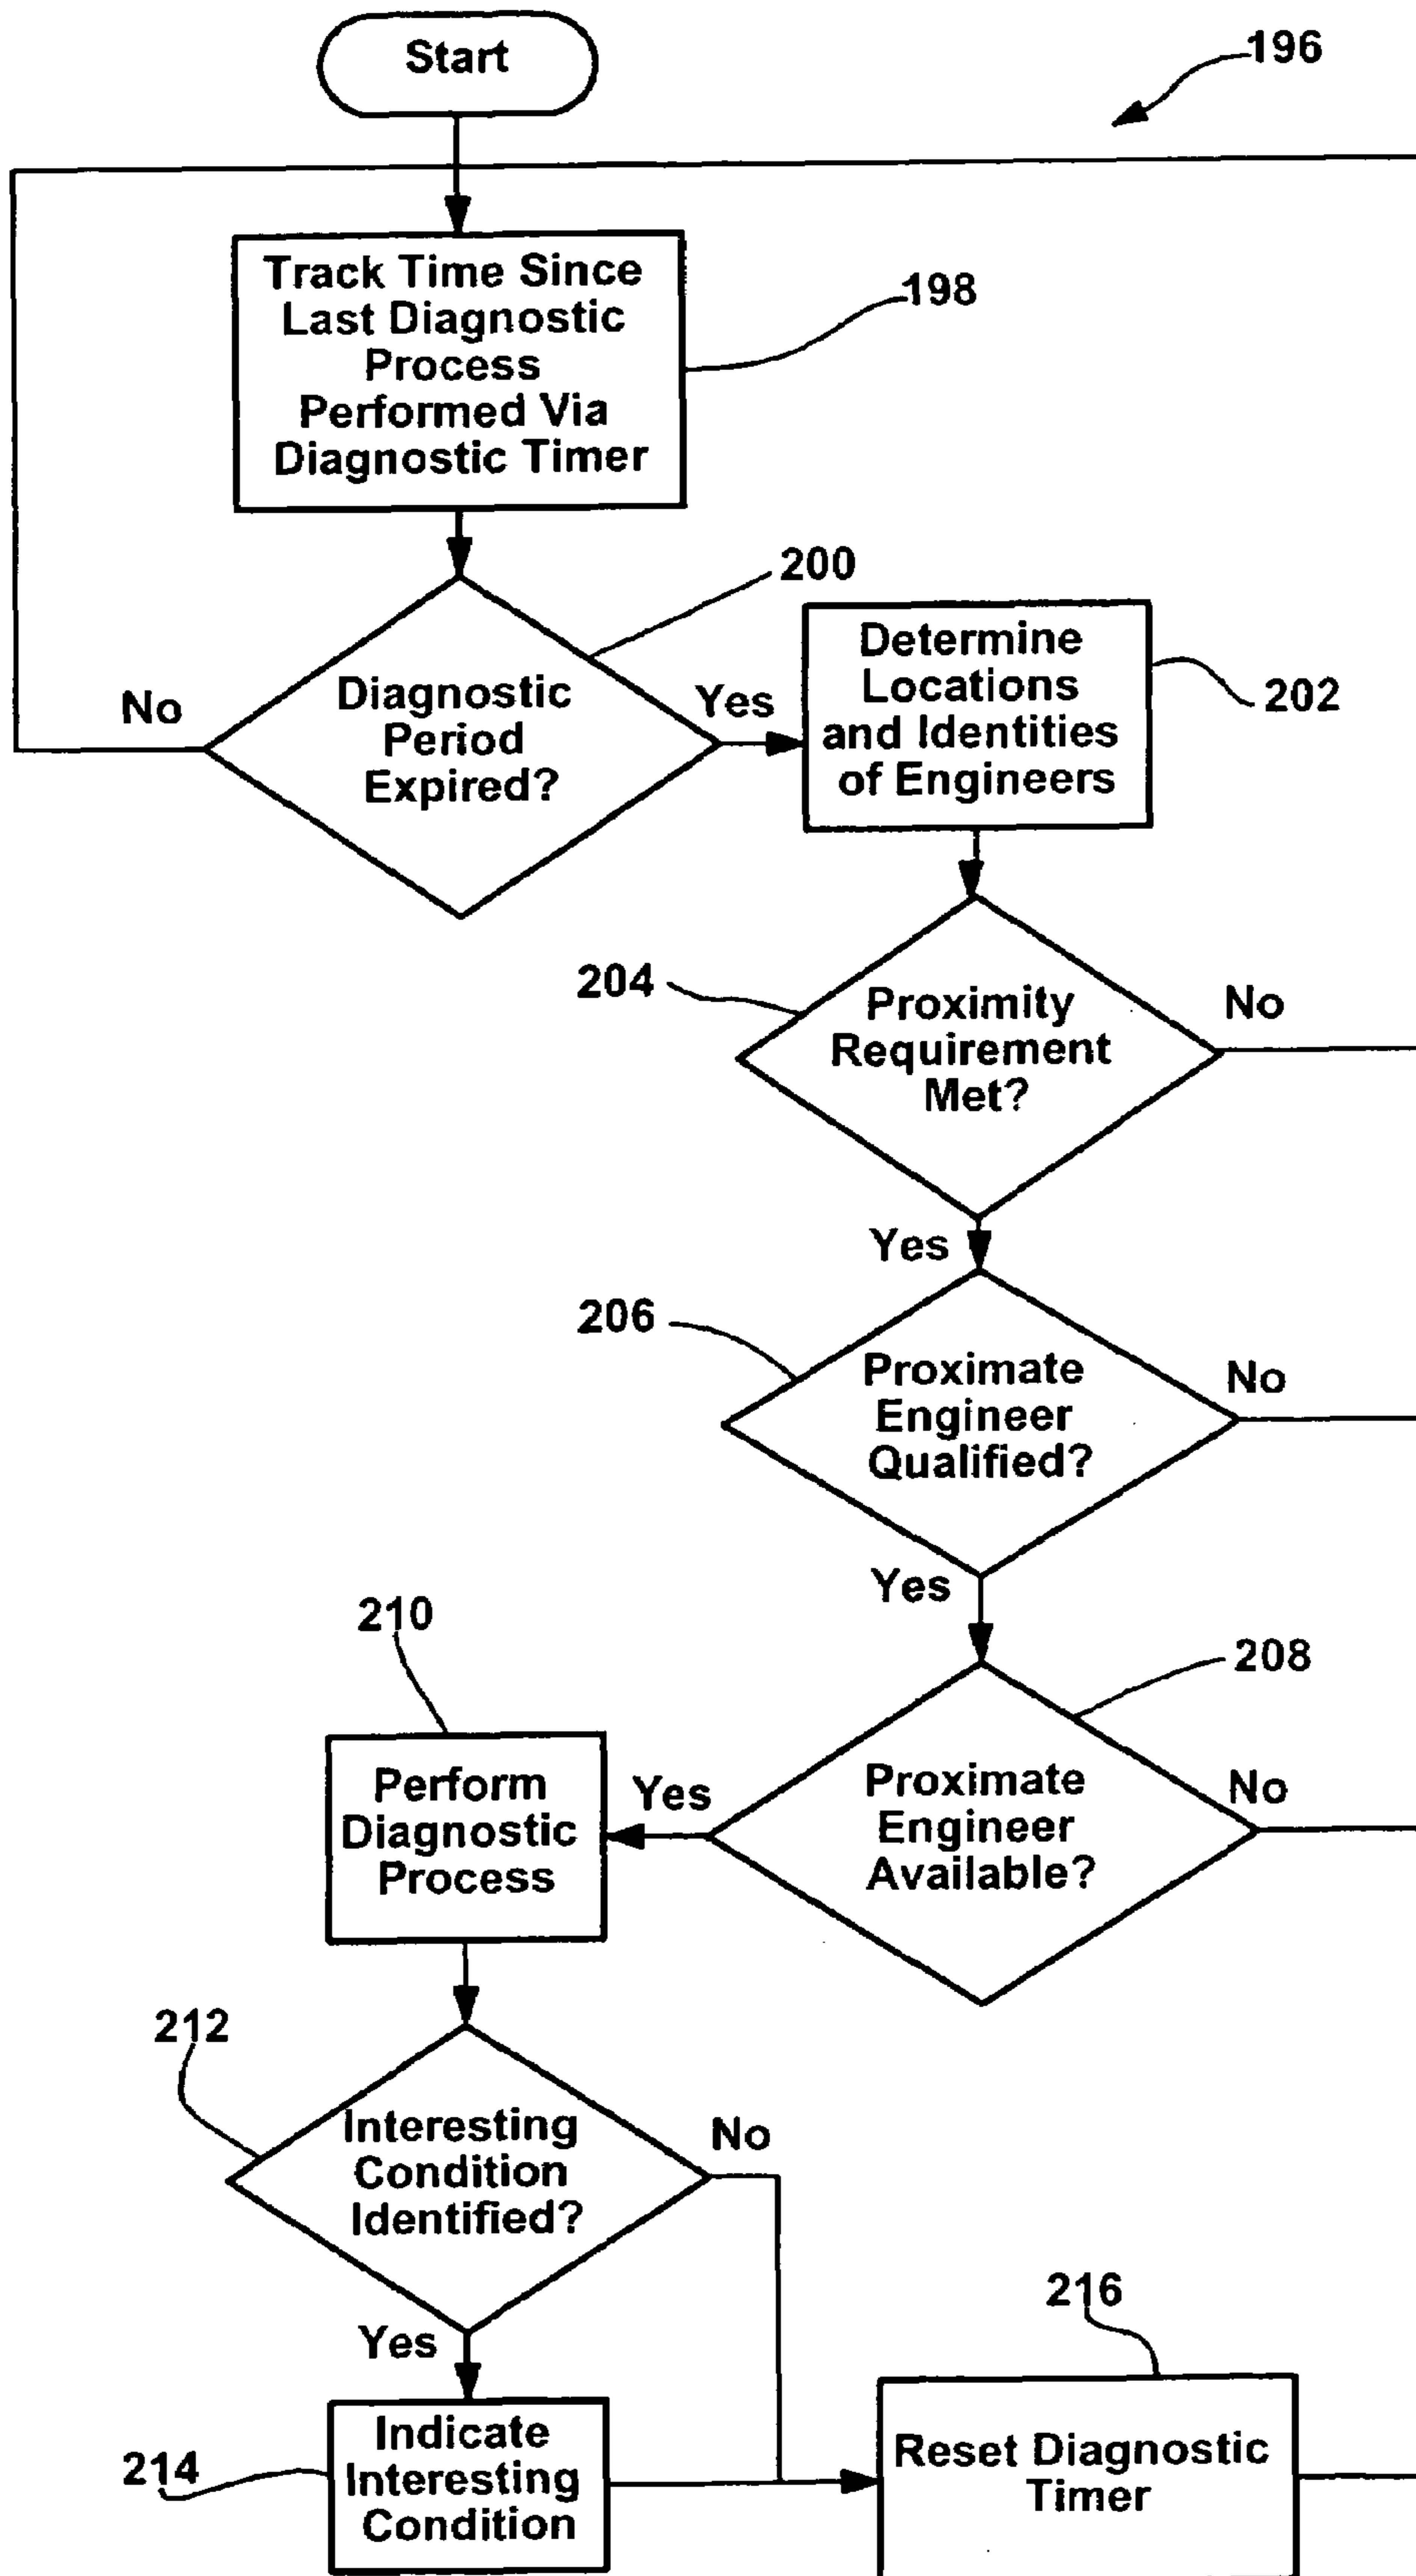 Start
196
Track Time Since
Last Diagnostic
Process
Performed Via
Diagnostic Timer
198
200
Diagnostic
Period
Expired?
No
Yes
Determine
Locations
and Identities
of Engineers
202
204
Proximity
Requirement
Met?
No
Yes
206
Proximate
Engineer
Qualified?
No
Yes
208
Proximate
Engineer
Available?
No
Yes
210
Perform
Diagnostic
Process
212
Interesting
Condition
Identified?
No
Yes
214
Indicate
Interesting
Condition
216
Reset Diagnostic
Timer